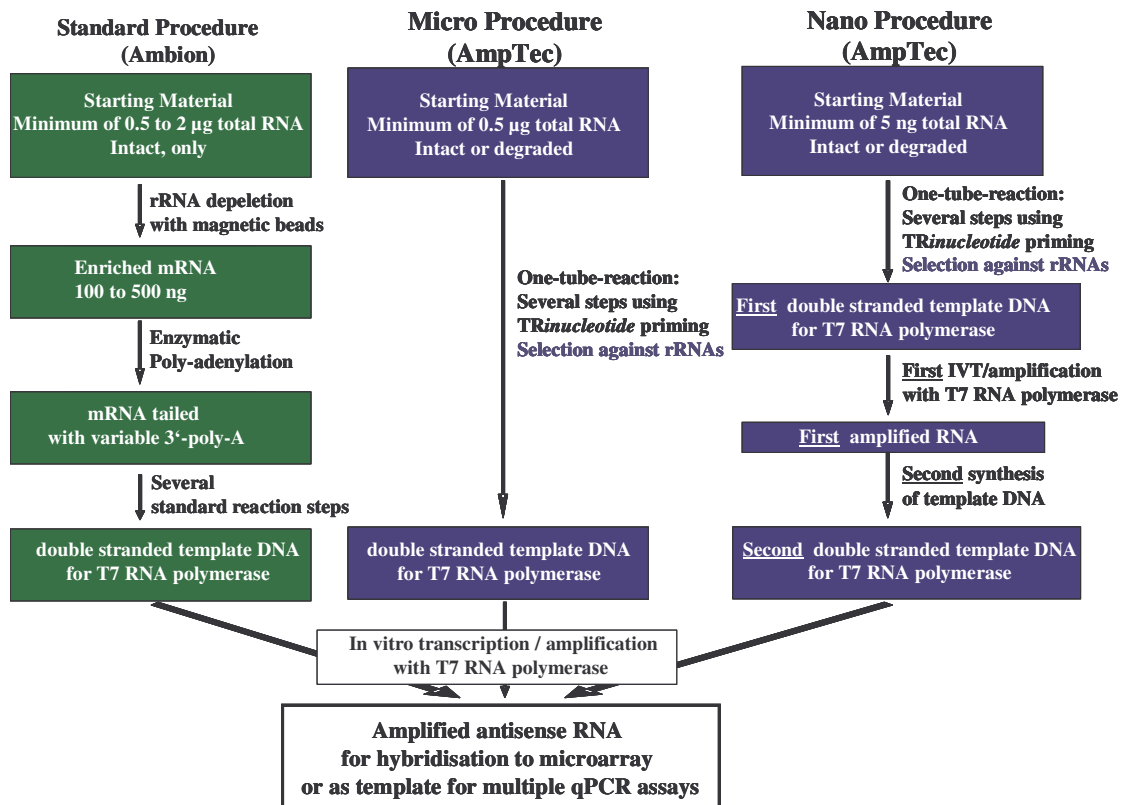 Standard Procedure
(Ambion)
Starting Material
Minimum of 0.5 to 2 µg total RNA
Intact, only
rRNA depeletion
with magnetic beads
Enriched mRNA
100 to 500 ng
Enzymatic
Poly-adenylation
mRNA tailed
with variable 3‘-poly-A
Several
standard reaction steps
double stranded template DNA
for T7 RNA polymerase
Micro Procedure
(AmpTec)
Starting Material
Minimum of 0.5 µg total RNA
Intact or degraded
One-tube-reaction:
Several steps using
TRinucleotide priming
Selection against rRNAs
double stranded template DNA
for T7 RNA polymerase
Nano Procedure
(AmpTec)
Starting Material
Minimum of 5 ng total RNA
Intact or degraded
One-tube-reaction:
Several steps using
TRinucleotide priming
Selection against rRNAs
First double stranded template DNA
for T7 RNA polymerase
First IVT/amplification
with T7 RNA polymerase
First amplified RNA
Second synthesis
of template DNA
Second double stranded template DNA
for T7 RNA polymerase
In vitro transcription / amplification
with T7 RNA polymerase
Amplified antisense RNA
for hybridisation to microarray
or as template for multiple qPCR assays